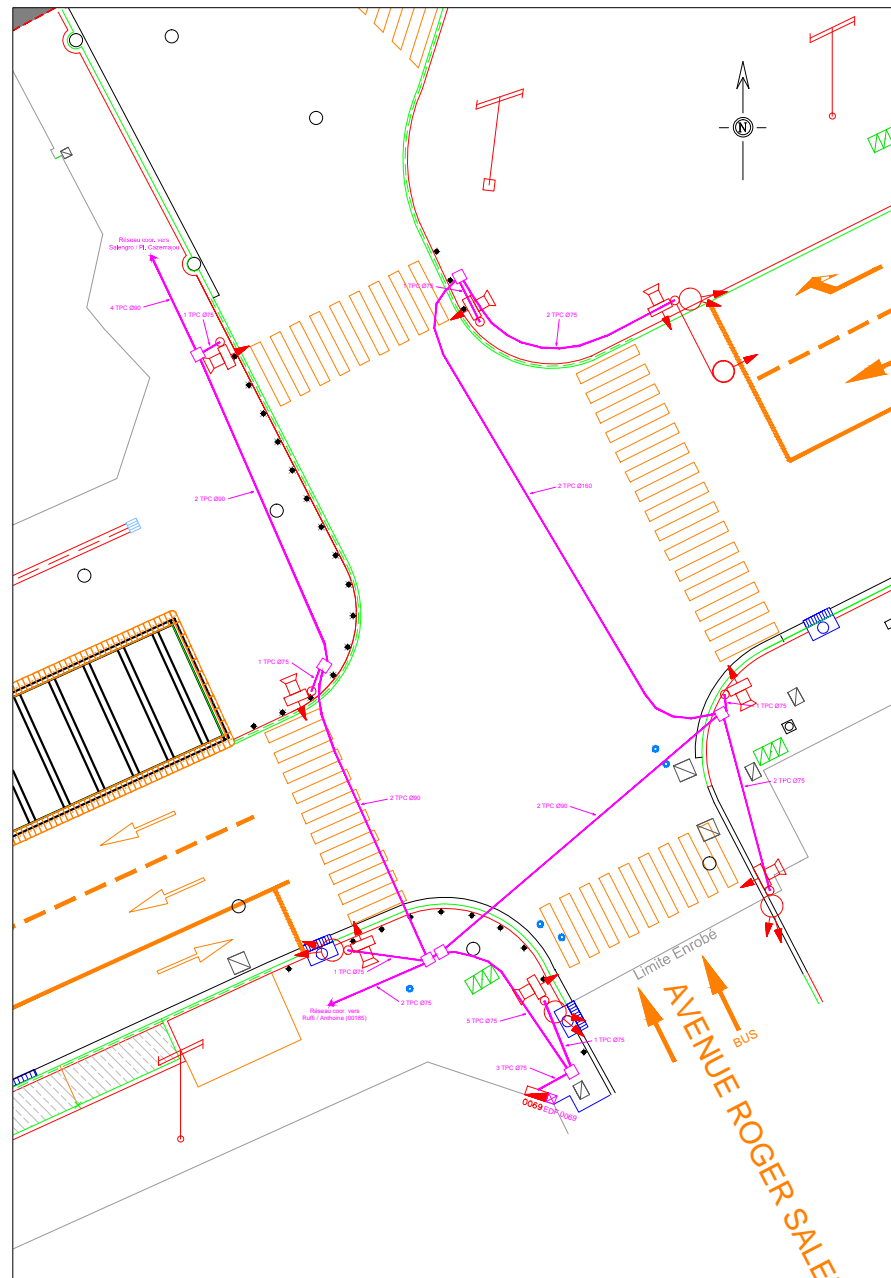 N
Réseau coor. vers
Salengro / Pl. Cazemajou
4 TPC Ø90
1 TPC Ø75
1 TPC Ø75
2 TPC Ø75
2 TPC Ø90
2 TPC Ø160
1 TPC Ø75
1 TPC Ø75
2 TPC Ø90
2 TPC Ø75
2 TPC Ø90
1 TPC Ø75
Limite Enrobé
Réseau coor. vers
Ruffi / Anthoine (00185)
2 TPC Ø75
5 TPC Ø75
1 TPC Ø75
3 TPC Ø75
0069 EDP 0069
BUS
AVENUE ROGER SALE